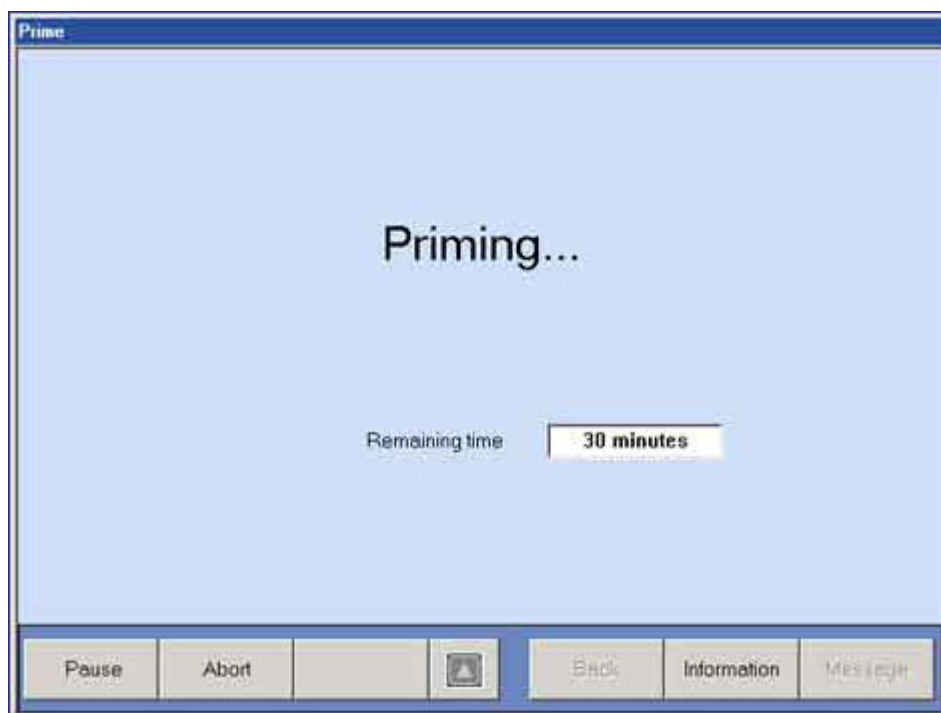 Prime
Priming...
Remaining time 30 minutes
Pause Abort Back Information Message